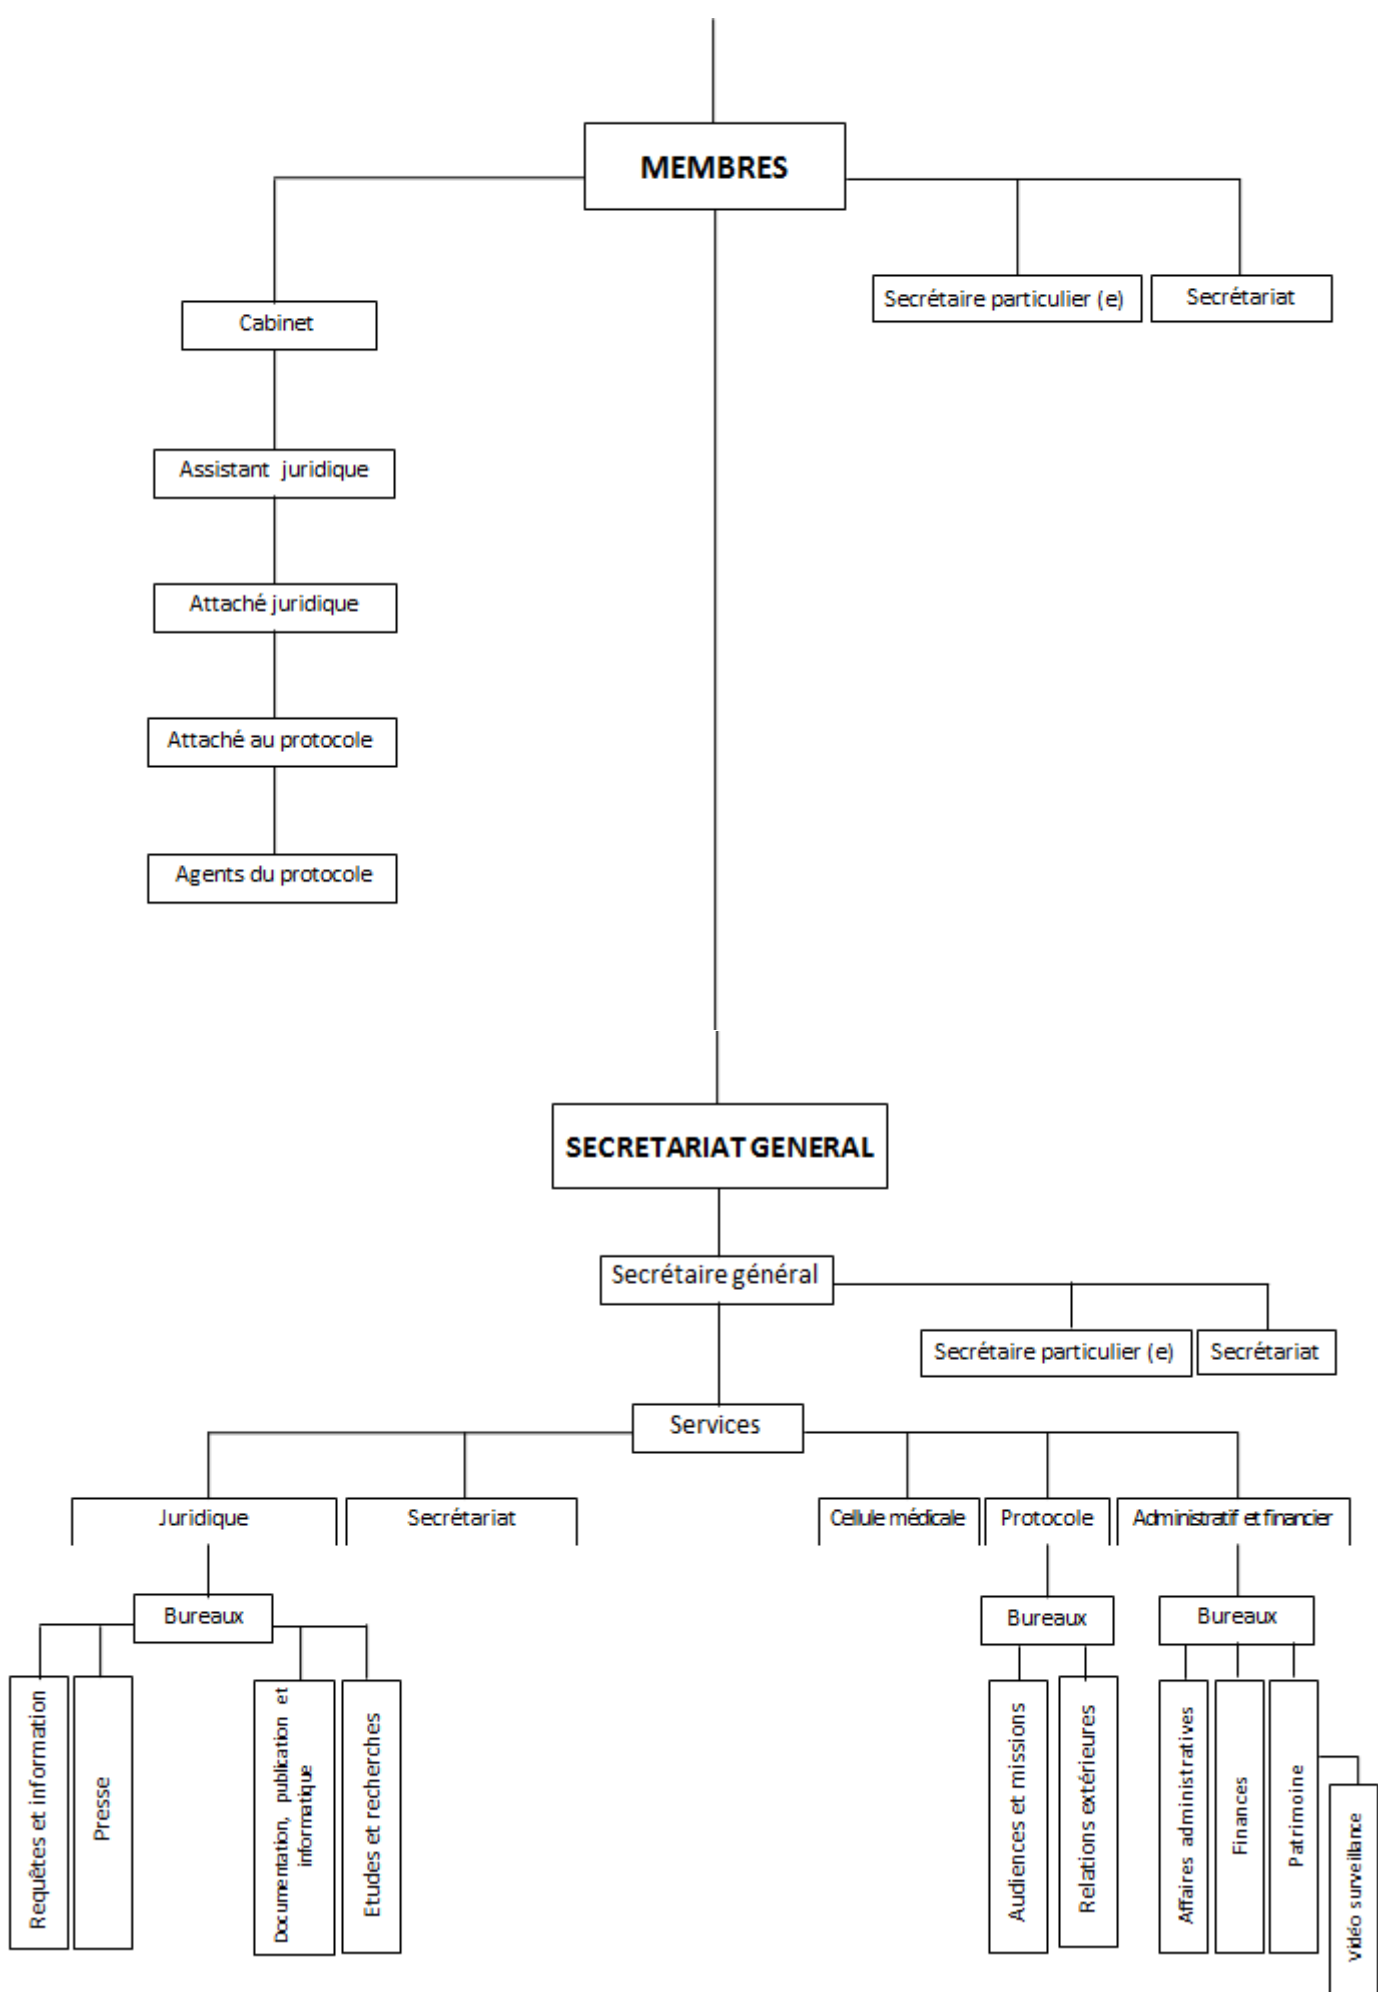 MEMBRES
Secrétaire particulier (e)
Secrétariat
Cabinet
Assistant juridique
Attaché juridique
Attaché au protocole
Agents du protocole
SECRETARIAT GENERAL
Secrétaire général
Secrétaire particulier (e)
Secrétariat
Services
Juridique
Secrétariat
Cellule médicale
Protocole
Administratif et financier
Bureaux
Bureaux
Bureaux
Requêtes et information
Presse
Documentation, publication et
informatique
Etudes et recherches
Audiences et missions
Relations extérieures
Affaires administratives
Finances
Patrimoine
vidéo surveillance